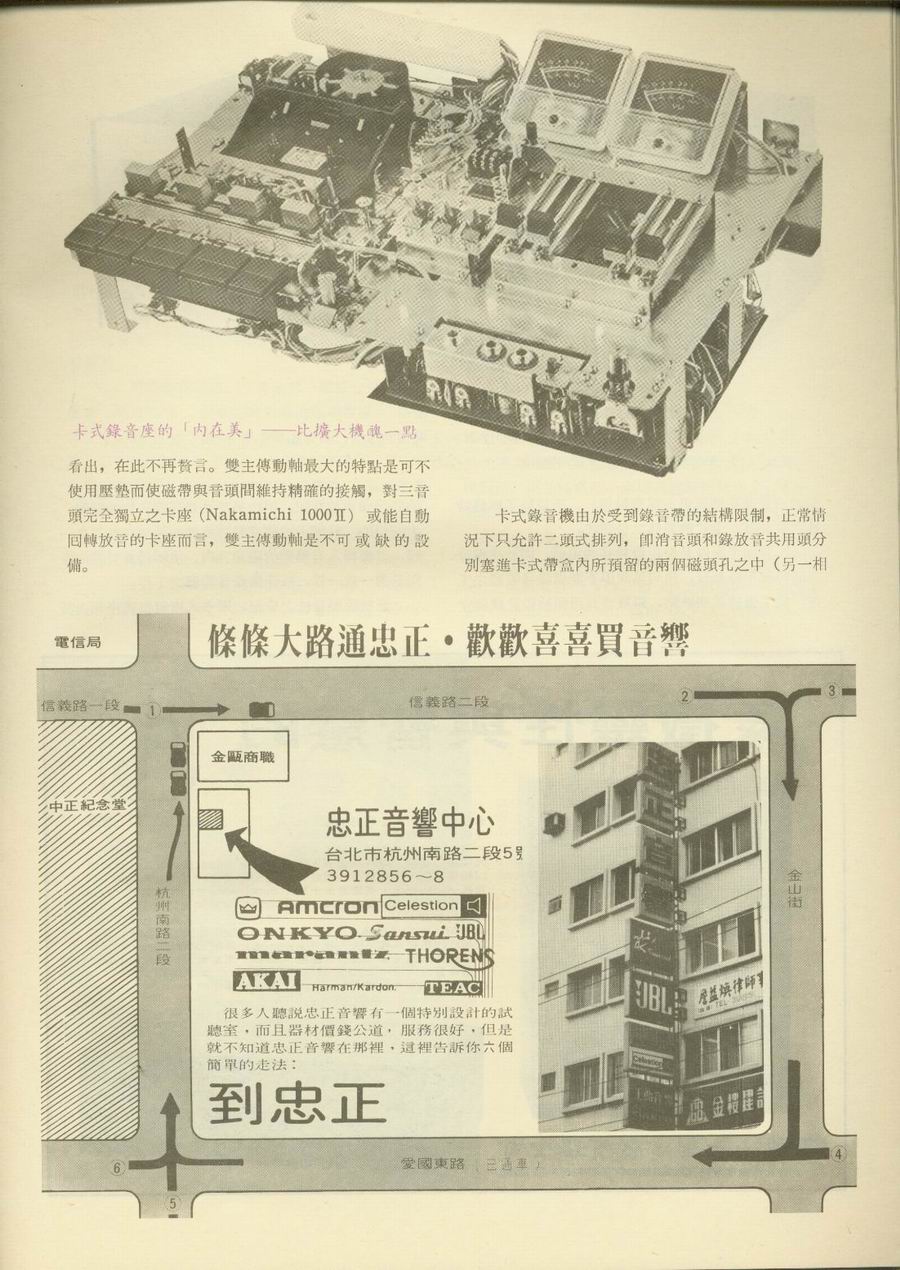 卡式錄音座的「內在美」——比擴大機醜一點
看出，在此不再贅言。雙主傳動軸最大的特點是可不
使用壓墊而使磁帶與音頭間維持精確的接觸，對三音
頭完全獨立之卡座（Nakamichi 1000Ⅱ）或能自動
回轉放音的卡座而言，雙主傳動軸是不可或缺的設
備。
卡式錄音機由於受到錄音帶的結構限制，正常情
況下只允許二頭式排列，即消音頭和錄放音共用頭分
別塞進卡式帶盒內所預留的兩個磁頭孔之中（另一相
電信局
條條大路通忠正・歡歡喜喜買音響
信義路一段
1
信義路二段
2
3
金甌商職
中正紀念堂
忠正音響中心
台北市杭州南路二段5號
3912856～8
杭州南路二段
金山街
AMCRON Celestion
ONKYO Sansui JBL
marantz THORENS
AKAI Harman/Kardon. TEAC
很多人聽説忠正音響有一個特別設計的試
聽室，而且器材價錢公道，服務很好，但是
就不知道忠正音響在那裡，這裡告訴你六個
簡單的走法：
到忠正
忠正音響
JBL
Celestion
律師事
金樓建設
愛國東路
4
5
6